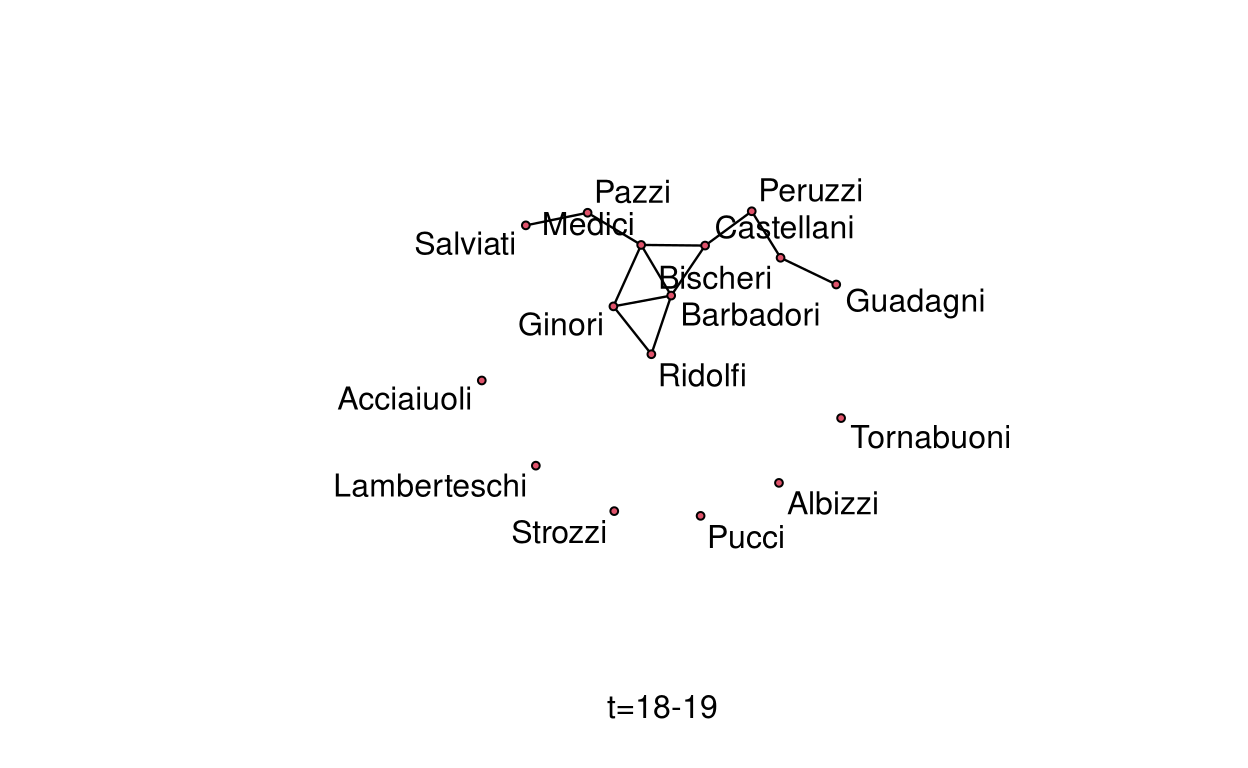 Pazzi
Peruzzi
Medici
Castellani
Salviati
Bischeri
Guadagni
Barbadori
Ginori
Ridolfi
Acciaiuoli
Tornabuoni
Lamberteschi
Albizzi
Strozzi
Pucci
t=18-19